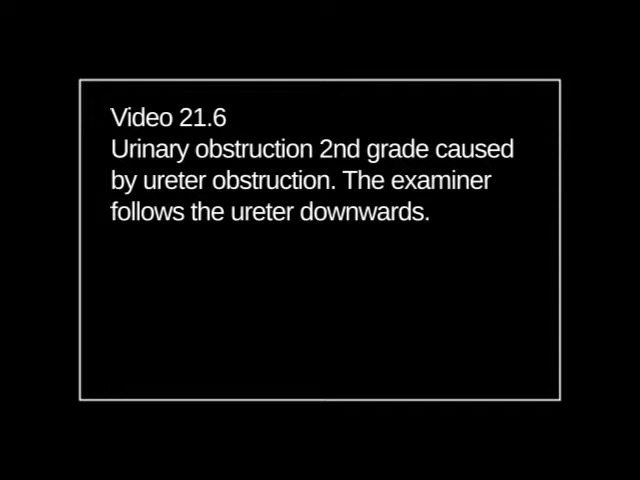 Video 21.6
Urinary obstruction 2nd grade caused
by ureter obstruction. The examiner
follows the ureter downwards.